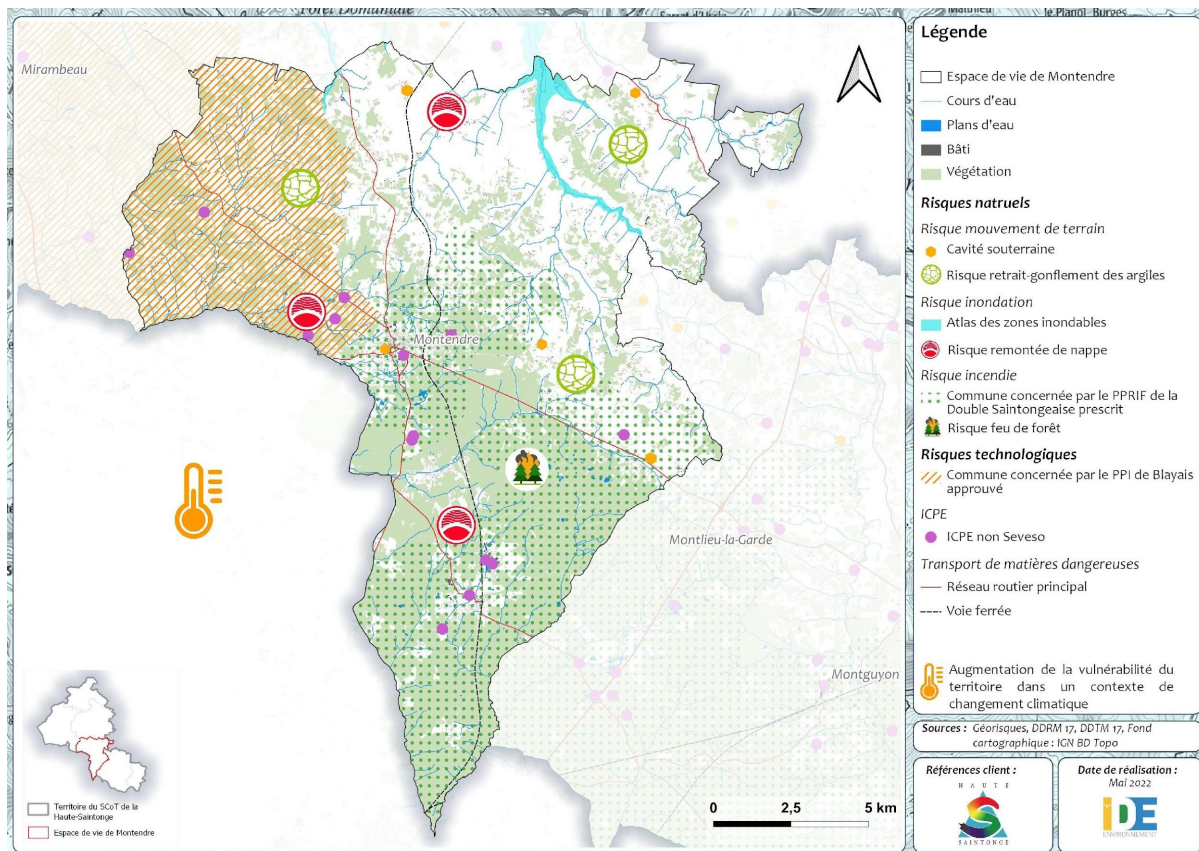 Mirambeau
Montendre
Montlieu-la-Garde
Montguyon
0 2,5 5 km
Territoire du SCoT de la
Haute-Saintonge
Espace de vie de Montendre
Légende
Espace de vie de Montendre
Cours d'eau
Plans d'eau
Bâti
Végétation
Risques natruels
Risque mouvement de terrain
Cavité souterraine
Risque retrait-gonflement des argiles
Risque inondation
Atlas des zones inondables
Risque remontée de nappe
Risque incendie
Commune concernée par le PPRIF de la
Double Saintongeaise prescrit
Risque feu de forêt
Risques technologiques
Commune concernée par le PPI de Blayais
approuvé
ICPE
ICPE non Seveso
Transport de matières dangereuses
Réseau routier principal
Voie ferrée
Augmentation de la vulnérabilité du
territoire dans un contexte de
changement climatique
Sources : Géorisques, DDRM 17, DDTM 17, Fond
cartographique : IGN BD Topo
Références client :
HAUTE
SAINTONGE
Date de réalisation :
Mai 2022
IDE
ENVIRONNEMENT